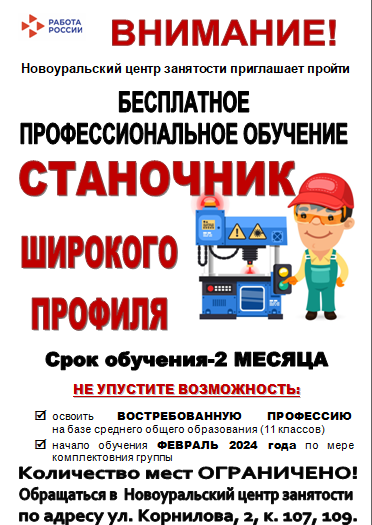 РАБОТА
РОССИИ
ВНИМАНИЕ!
Новоуральский центр занятости приглашает пройти
БЕСПЛАТНОЕ
ПРОФЕССИОНАЛЬНОЕ ОБУЧЕНИЕ
СТАНОЧНИК
ШИРОКОГО
ПРОФИЛЯ
Срок обучения-2 МЕСЯЦА
НЕ УПУСТИТЕ ВОЗМОЖНОСТЬ:
освоить ВОСТРЕБОВАННУЮ ПРОФЕССИЮ
на базе среднего общего образования (11 классов)
начало обучения ФЕВРАЛЬ 2024 года по мере
комплектовния группы
Количество мест ОГРАНИЧЕНО!
Обращаться в Новоуральский центр занятости
по адресу ул. Корнилова, 2, к. 107, 109.